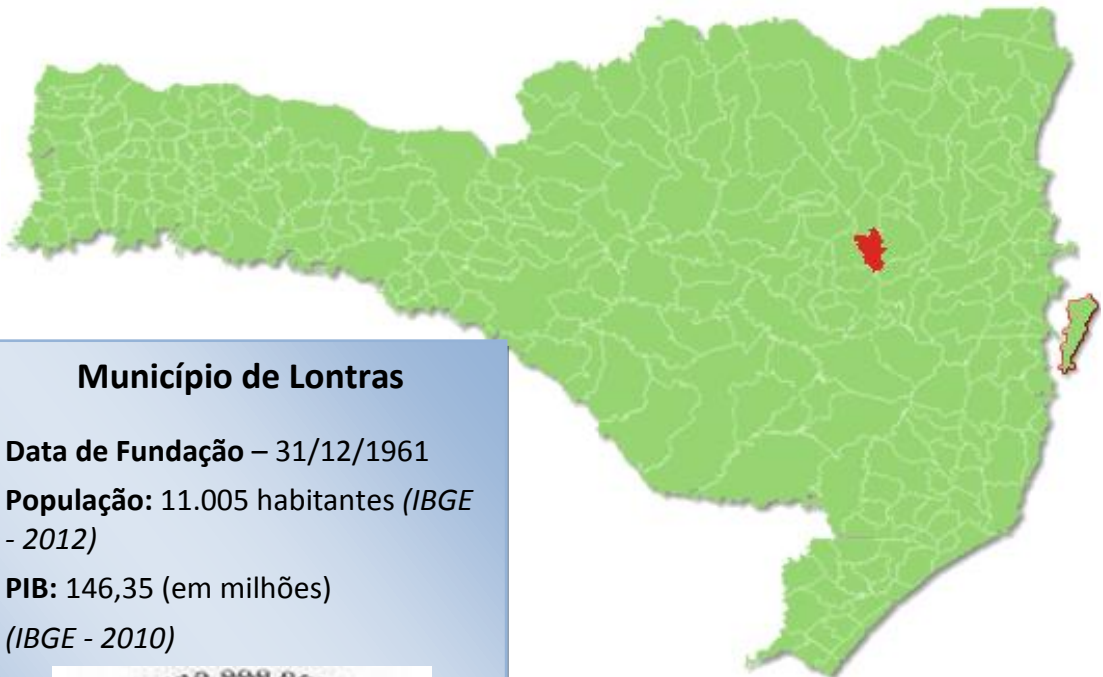 Município de Lontras
Data de Fundação – 31/12/1961
População: 11.005 habitantes (IBGE
- 2012)
PIB: 146,35 (em milhões)
(IBGE - 2010)